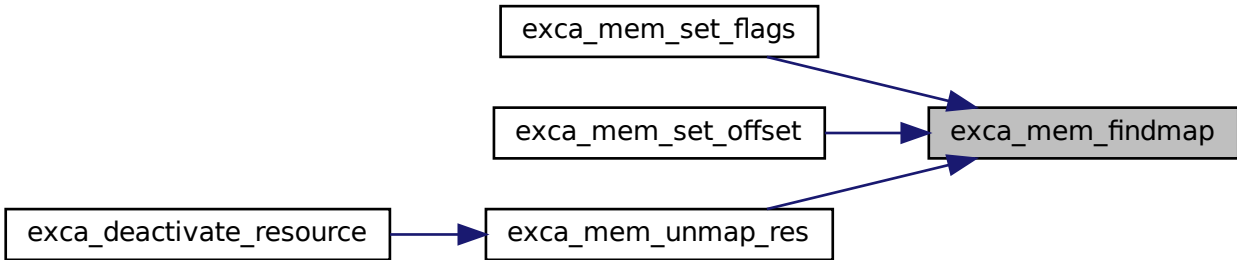 exca_mem_set_flags
exca_mem_set_offset
exca_mem_findmap
exca_deactivate_resource
exca_mem_unmap_res